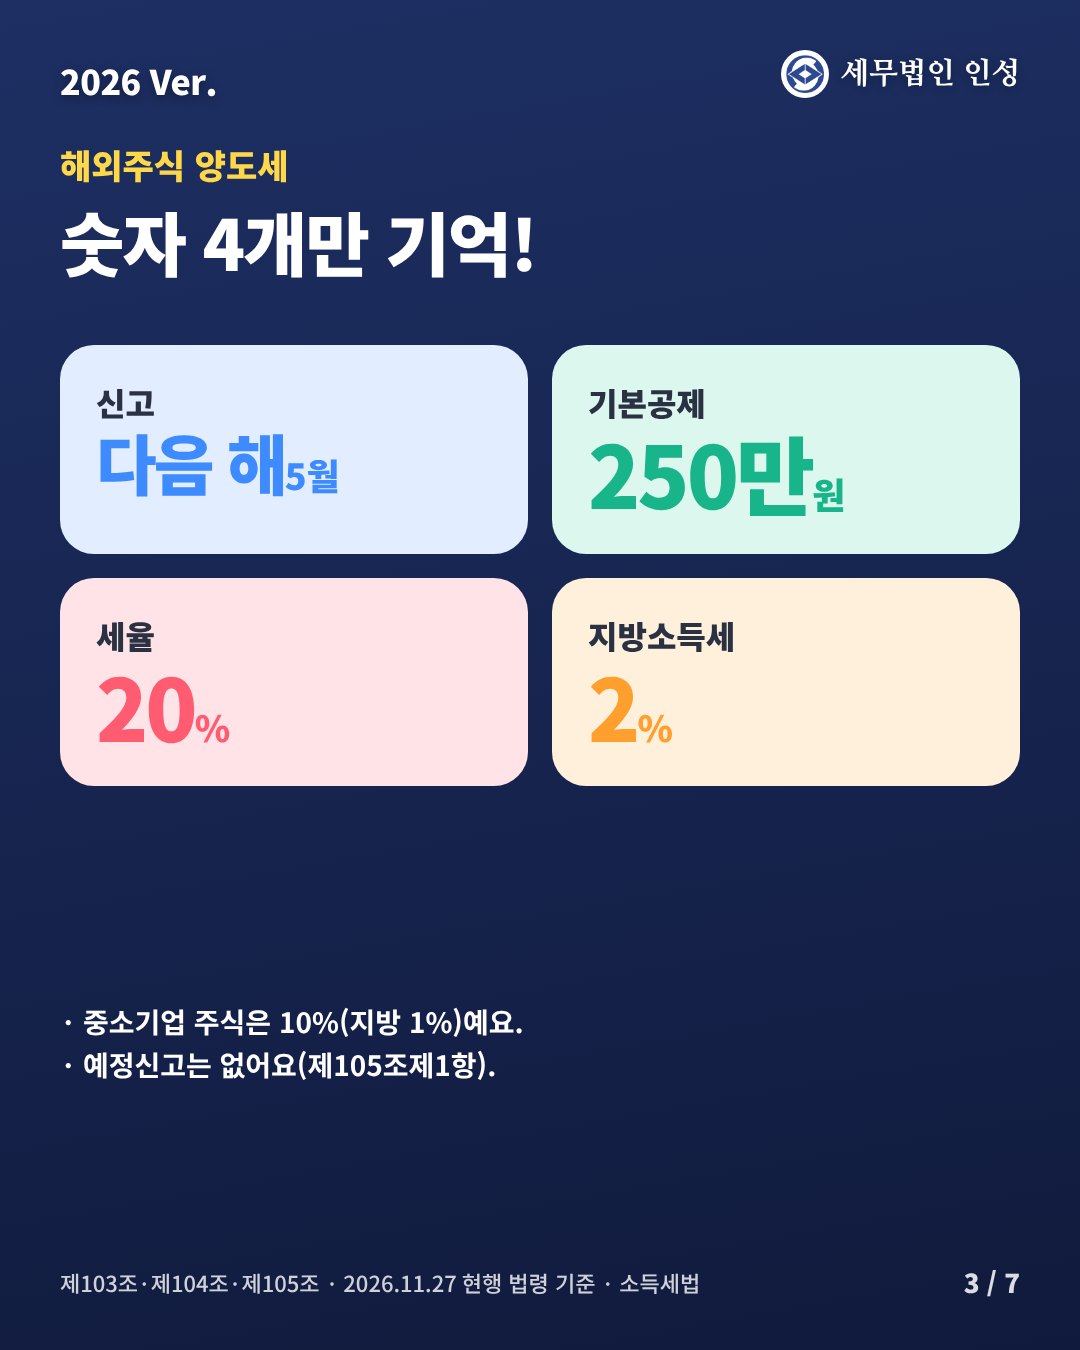 2026 Ver.
세무법인 인성
해외주식 양도세
숫자 4개만 기억!
신고
다음 해5월
기본공제
250만원
세율
20%
지방소득세
2%
· 중소기업 주식은 10%(지방 1%)예요.
· 예정신고는 없어요(제105조제1항).
제103조·제104조·제105조 · 2026.11.27 현행 법령 기준 · 소득세법
3 / 7